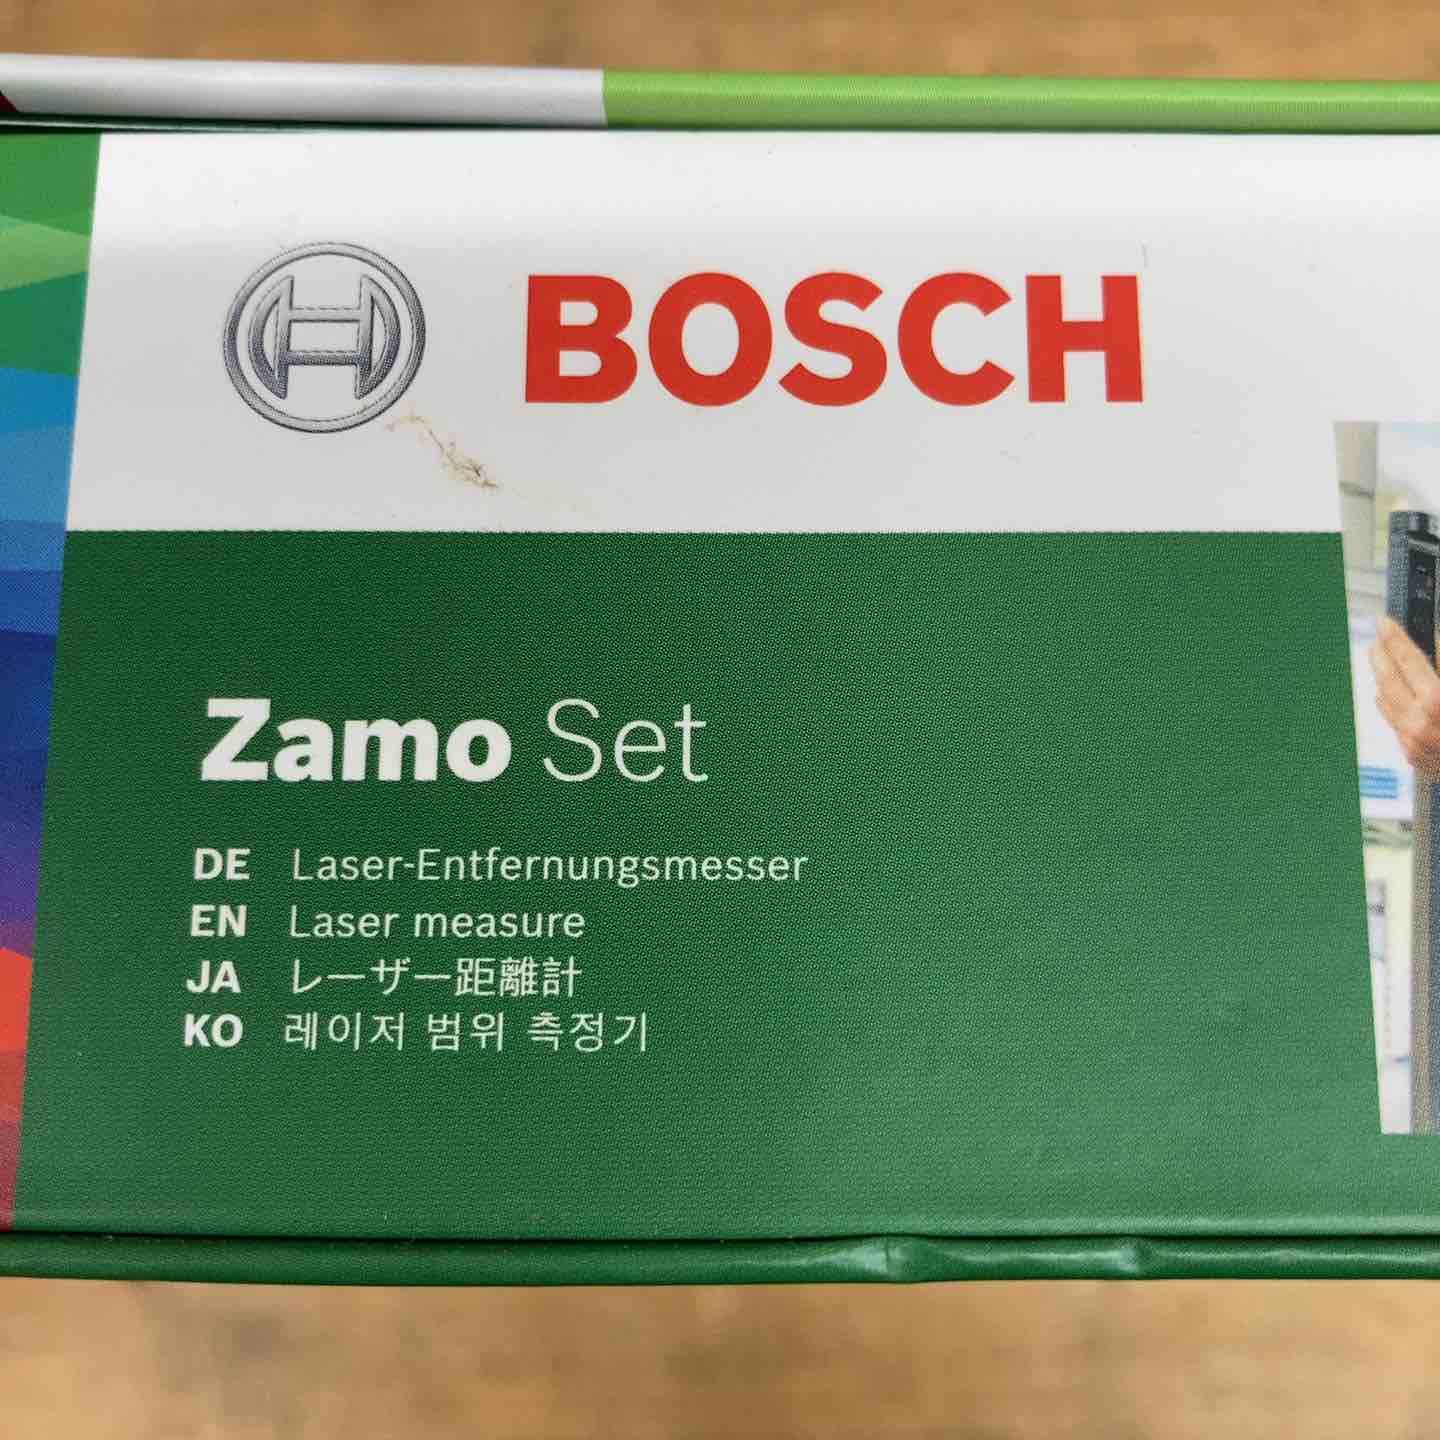 BOSCH
Zamo Set
DE Laser-Entfernungsmesser
EN Laser measure
JA レーザー距離計
KO 레이저 범위 측정기